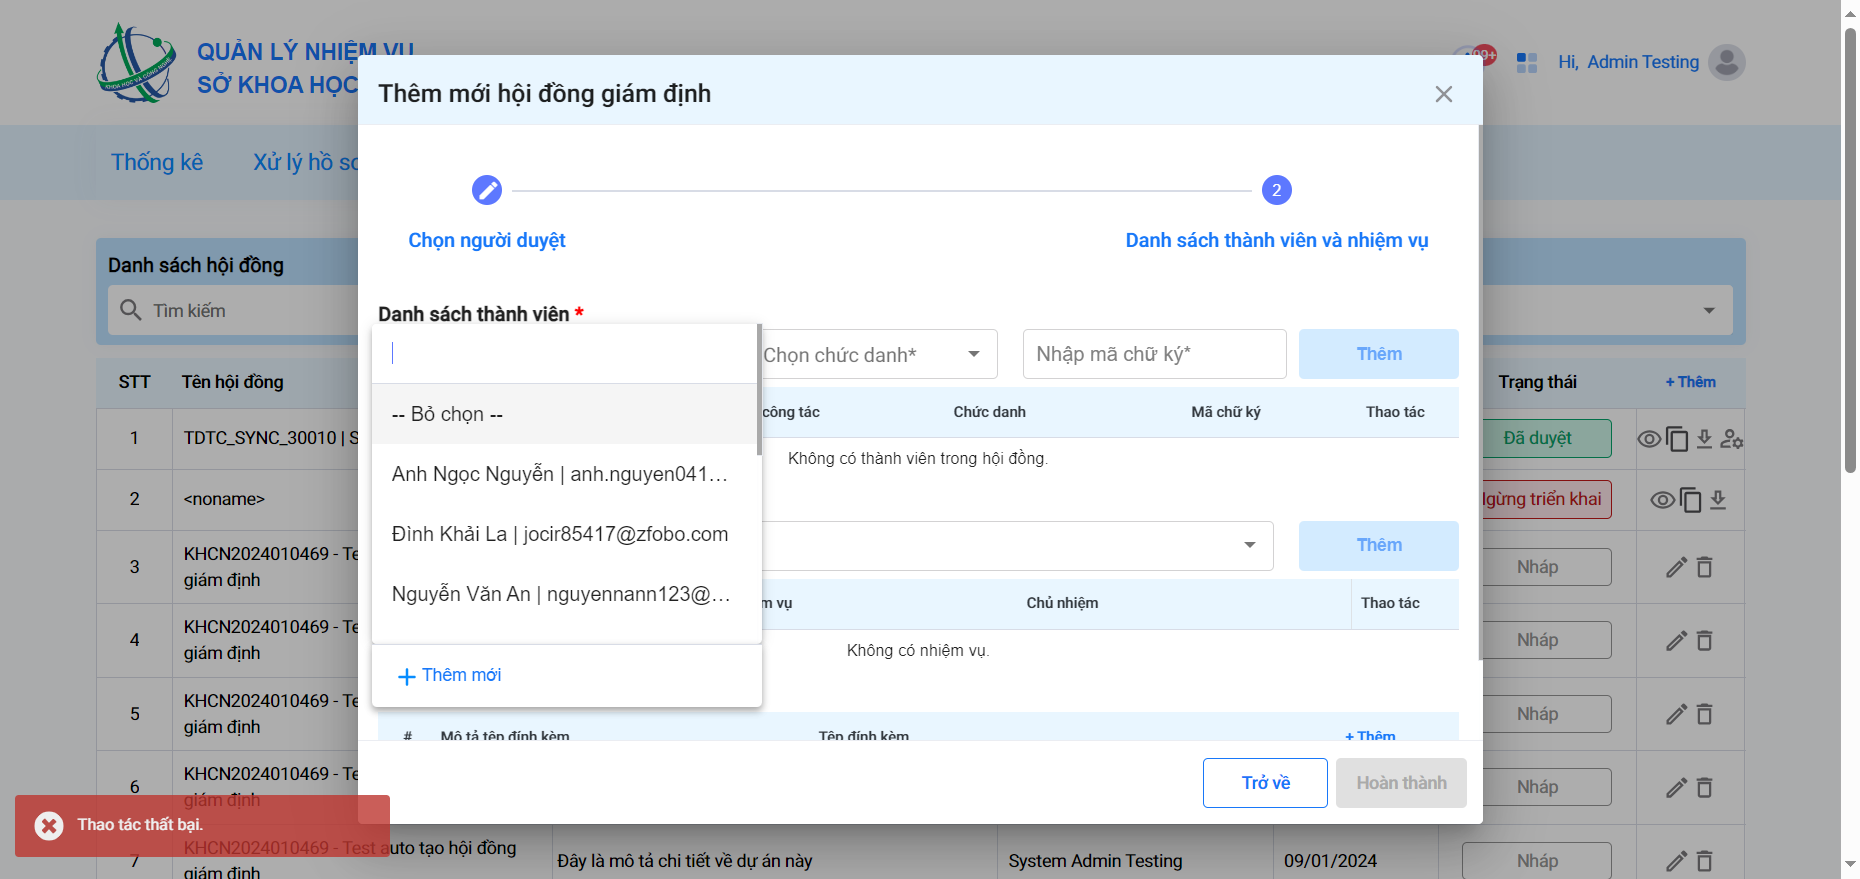 QUẢN LÝ NHIỆM VỤ
SỞ KHOA HỌC
KHOA HỌC VÀ CÔNG NGHỆ
99+
Hi, Admin Testing
Thống kê
Xử lý hồ sơ
Thêm mới hội đồng giám định
Chọn người duyệt
2
Danh sách thành viên và nhiệm vụ
Danh sách hội đồng
Tìm kiếm
Danh sách thành viên *
Chọn chức danh*
Nhập mã chữ ký*
Thêm
-- Bỏ chọn --
Anh Ngọc Nguyễn | anh.nguyen041...
Đình Khải La | jocir85417@zfobo.com
Nguyễn Văn An | nguyennann123@...
Thêm mới
công tác
Chức danh
Mã chữ ký
Thao tác
Không có thành viên trong hội đồng.
Thêm
vụ
Chủ nhiệm
Thao tác
Không có nhiệm vụ.
#
Mô tả tệp đính kèm
Tệp đính kèm
+ Thêm
Trở về
Hoàn thành
STT
Tên hội đồng
Trạng thái
+ Thêm
1
TDTC_SYNC_30010 | S
Đã duyệt
2
<noname>
Ngừng triển khai
3
KHCN2024010469 - Te
giám định
Nháp
4
KHCN2024010469 - Te
giám định
Nháp
5
KHCN2024010469 - Te
giám định
Nháp
6
KHCN2024010469 - Te
giám định
Nháp
Thao tác thất bại.
7
KHCN2024010469 - Test auto tạo hội đồng
giám định
Đây là mô tả chi tiết về dự án này
System Admin Testing
09/01/2024
Nháp